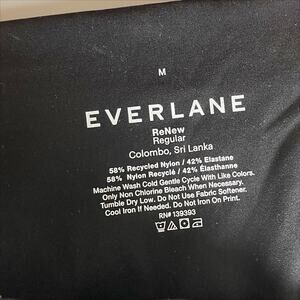 M
EVERLANE
ReNew
Regular
Colombo, Sri Lanka
58% Recycled Nylon / 42% Elastane
58% Nylon Recyclé / 42% Élasthanne
Machine Wash Cold Gentle Cycle With Like Colors.
Only Non Chlorine Bleach When Necessary.
Tumble Dry Low. Do Not Use Fabric Softener.
Cool Iron If Needed. Do Not Iron On Print.
RN# 139393